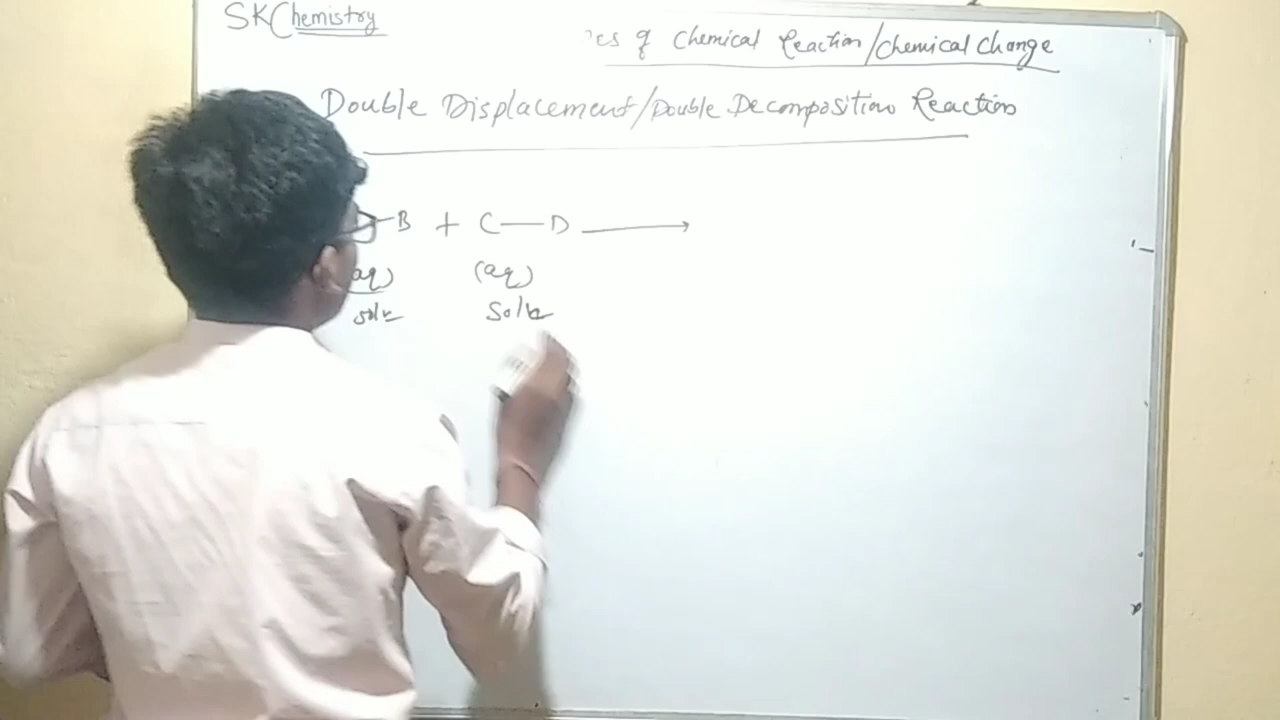 SK Chemistry
es of Chemical Reaction/Chemical Change
Double Displacement/Double Decomposition Reaction
B + C—D ⟶
aq) (aq)
soln Soln